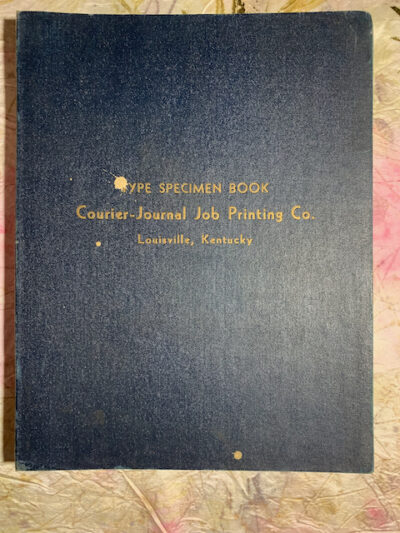 TYPE SPECIMEN BOOK
Courier-Journal Job Printing Co.
Louisville, Kentucky